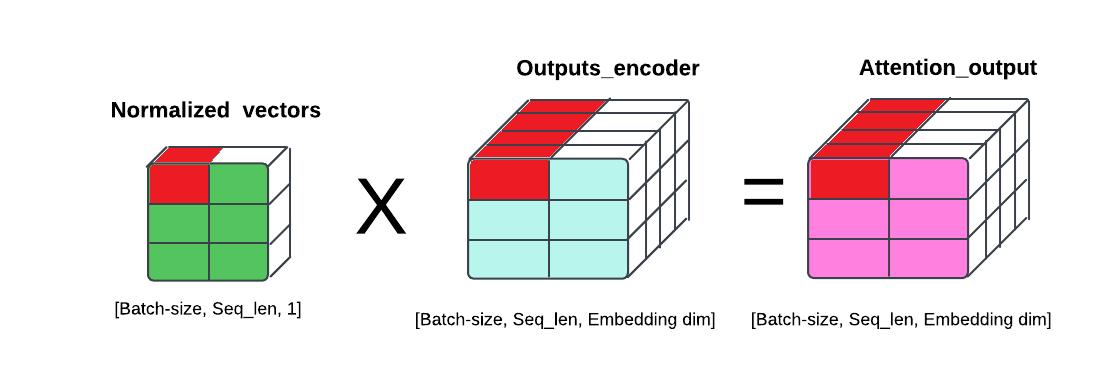 Normalized vectors
Outputs_encoder
Attention_output
X
=
[Batch-size, Seq_len, 1]
[Batch-size, Seq_len, Embedding dim]
[Batch-size, Seq_len, Embedding dim]